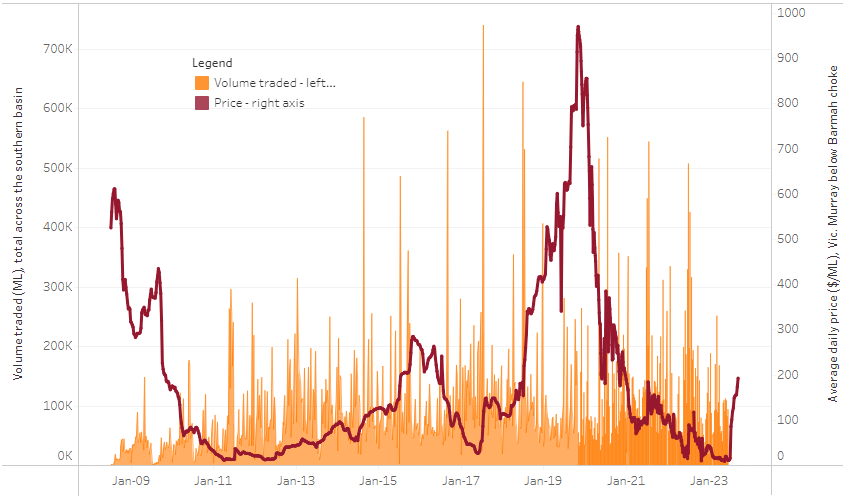 1000
700K
900
Legend
Volume traded - left...
Price - right axis
600K
800
500K
700
600
400K
500
300K
400
300
200K
200
100K
100
0K
0
Jan-09
Jan-11
Jan-13
Jan-14
Jan-15
Jan-17
Jan-19
Jan-21
Jan-23
Volume traded (ML), total across the southern basin
Average daily price ($/ML), Vic. Murray below Barmah choke